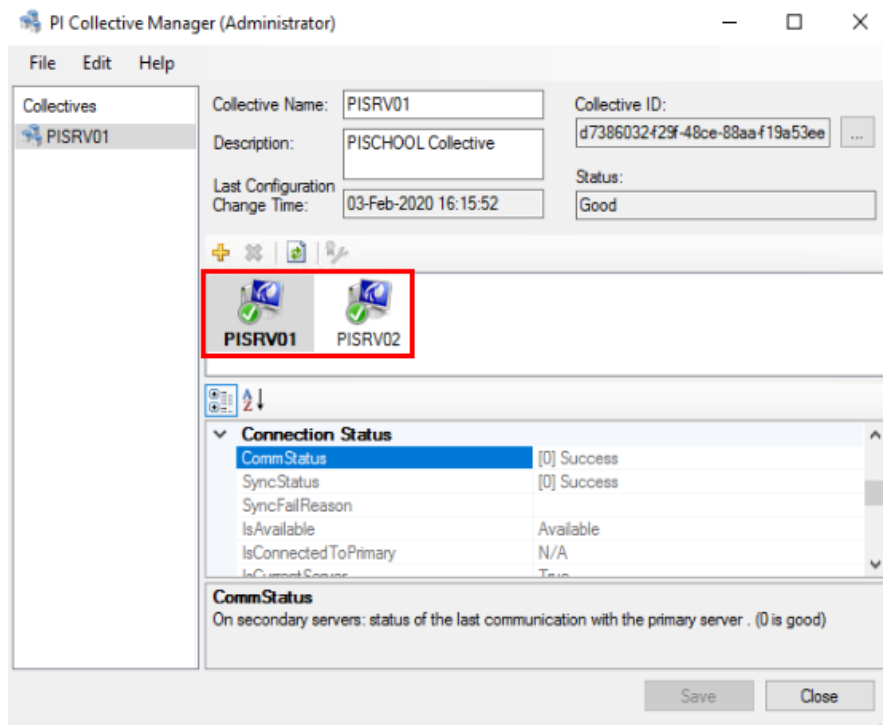 PI Collective Manager (Administrator)
File Edit Help
Collectives
PISRV01
Collective Name: PISRV01
Collective ID:
d7386032-f29f-48ce-88aa-f19a53ee ...
Description: PISCHOOL Collective
Status:
Good
Last Configuration
Change Time: 03-Feb-2020 16:15:52
PISRV01 PISRV02
Connection Status
CommStatus [0] Success
SyncStatus [0] Success
SyncFailReason
IsAvailable Available
IsConnectedToPrimary N/A
IsCurrentServer True
CommStatus
On secondary servers: status of the last communication with the primary server . (0 is good)
Save Close